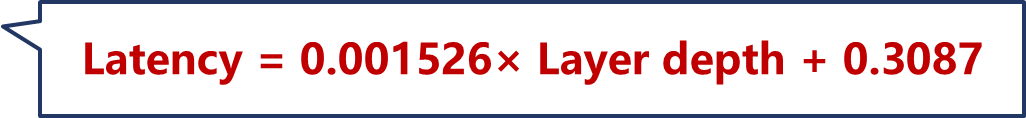 Latency = 0.001526× Layer depth + 0.3087